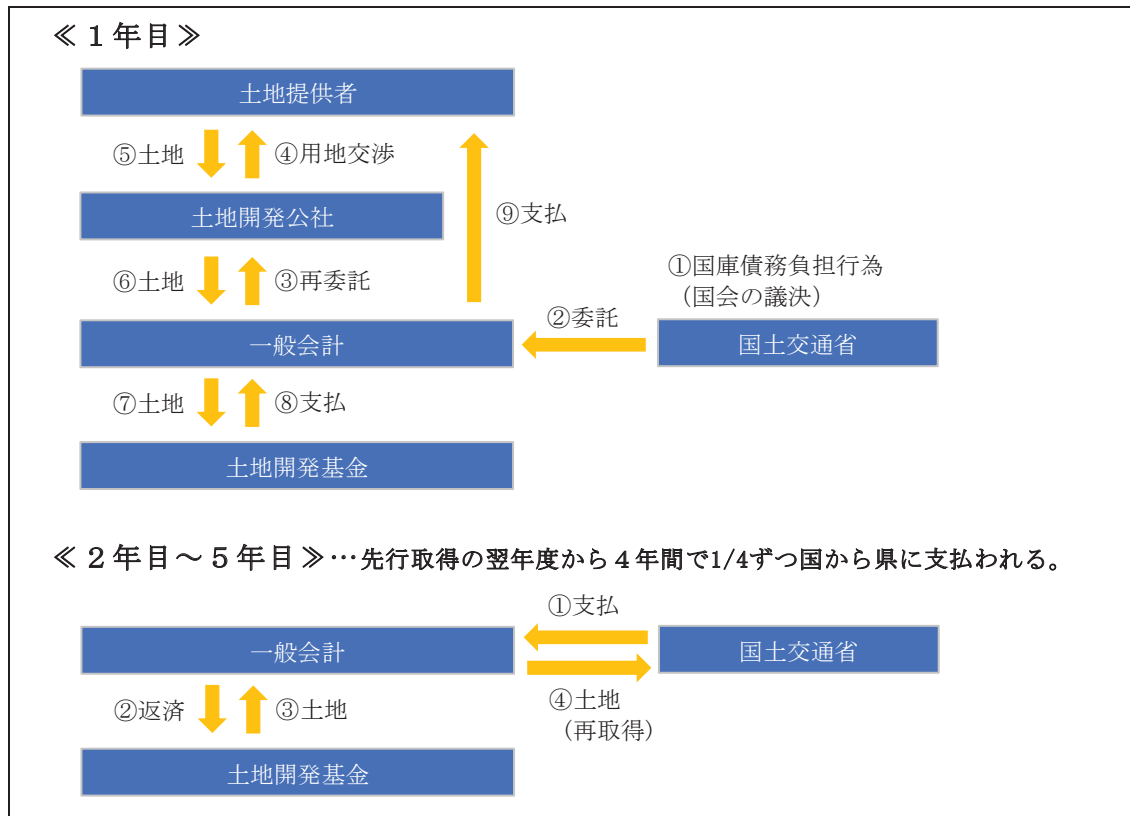 ≪１年目≫
土地提供者
⑤土地
④用地交渉
土地開発公社
⑨支払
⑥土地
③再委託
①国庫債務負担行為
（国会の議決）
②委託
一般会計
国土交通省
⑦土地
⑧支払
土地開発基金
≪２年目～５年目≫…先行取得の翌年度から４年間で1/4ずつ国から県に支払われる。
①支払
一般会計
国土交通省
②返済
③土地
④土地
（再取得）
土地開発基金